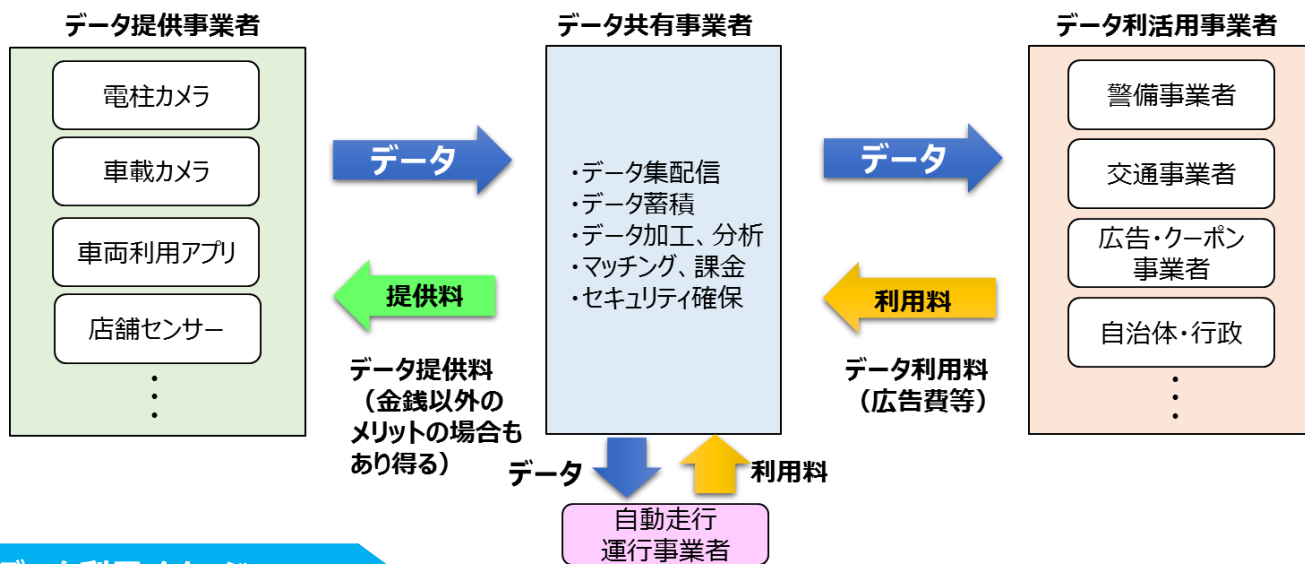 データ提供事業者
電柱カメラ
車載カメラ
車両利用アプリ
店舗センサー
・
・
・
データ
提供料
データ提供料
（金銭以外の
メリットの場合も
あり得る）
データ共有事業者
・データ集配信
・データ蓄積
・データ加工、分析
・マッチング、課金
・セキュリティ確保
データ
利用料
データ利用料
（広告費等）
データ利活用事業者
警備事業者
交通事業者
広告・クーポン
事業者
自治体・行政
・
・
・
データ
利用料
自動走行
運行事業者